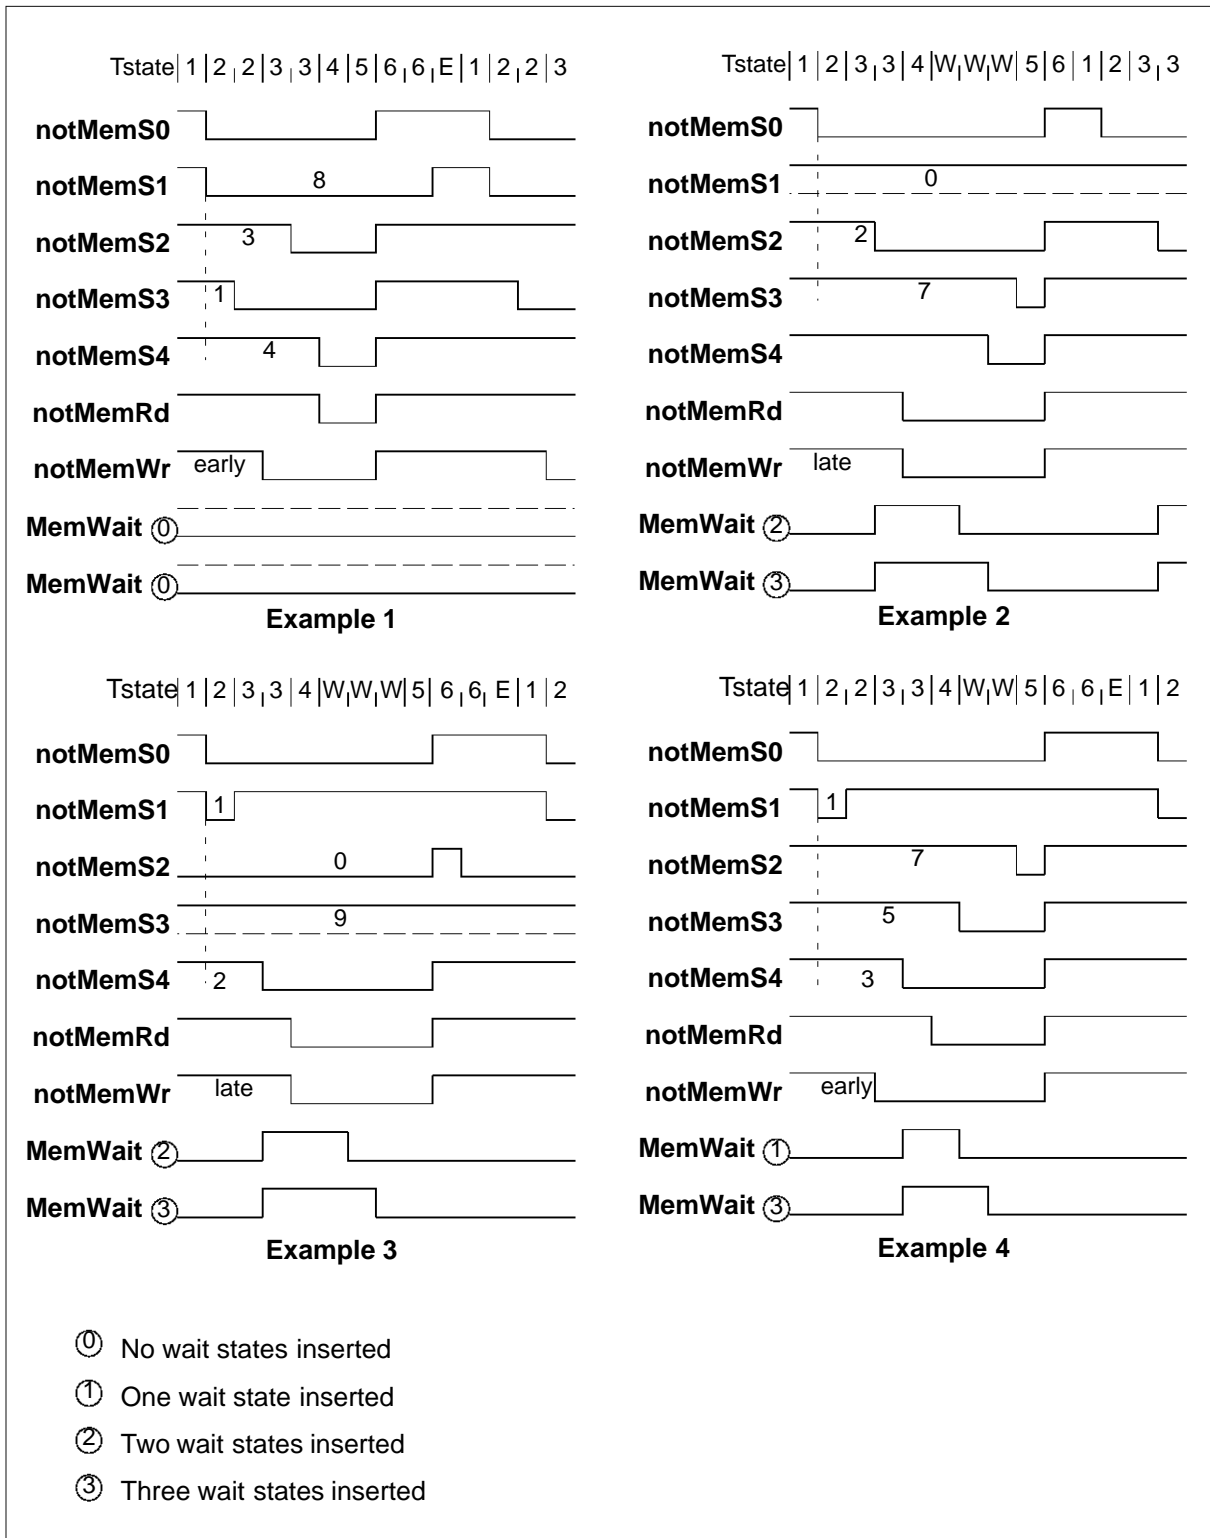 Tstate 1 2 2 3 3 4 5 6 6 E 1 2 2 3
notMemS0
notMemS1 8
notMemS2 3
notMemS3 1
notMemS4 4
notMemRd
notMemWr early
MemWait 0
MemWait 0
Example 1
Tstate 1 2 3 3 4 W W W 5 6 1 2 3 3
notMemS0
notMemS1 0
notMemS2 2
notMemS3 7
notMemS4
notMemRd
notMemWr late
MemWait 2
MemWait 3
Example 2
Tstate 1 2 3 3 4 W W W 5 6 6 E 1 2
notMemS0
notMemS1 1
notMemS2 0
notMemS3 9
notMemS4 2
notMemRd
notMemWr late
MemWait 2
MemWait 3
Example 3
Tstate 1 2 2 3 3 4 W W 5 6 6 E 1 2
notMemS0
notMemS1 1
notMemS2 7
notMemS3 5
notMemS4 3
notMemRd
notMemWr early
MemWait 1
MemWait 3
Example 4
0 No wait states inserted
1 One wait state inserted
2 Two wait states inserted
3 Three wait states inserted